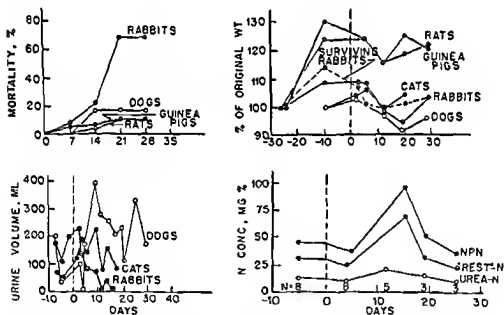 MORTALITY, %
80
60
40
20
0
RABBITS
DOGS
GUINEA PIGS
RATS
0 7 14 21 28 35
% OF ORIGINAL WT
130%
120
110
100
90
SURVIVING RABBITS
RATS
GUINEA PIGS
CATS
RABBITS
DOGS
-30 -20 -10 0 10 20 30
URINE VOLUME, ML
400
300
200
100
0
DOGS
CATS
RABBITS
-10 0 10 20 30 40
DAYS
N CONC, MG %
100
75
50
25
0
NPN
REST-N
UREA-N
N=8 8 5 3 3
-10 0 10 20 25
DAYS